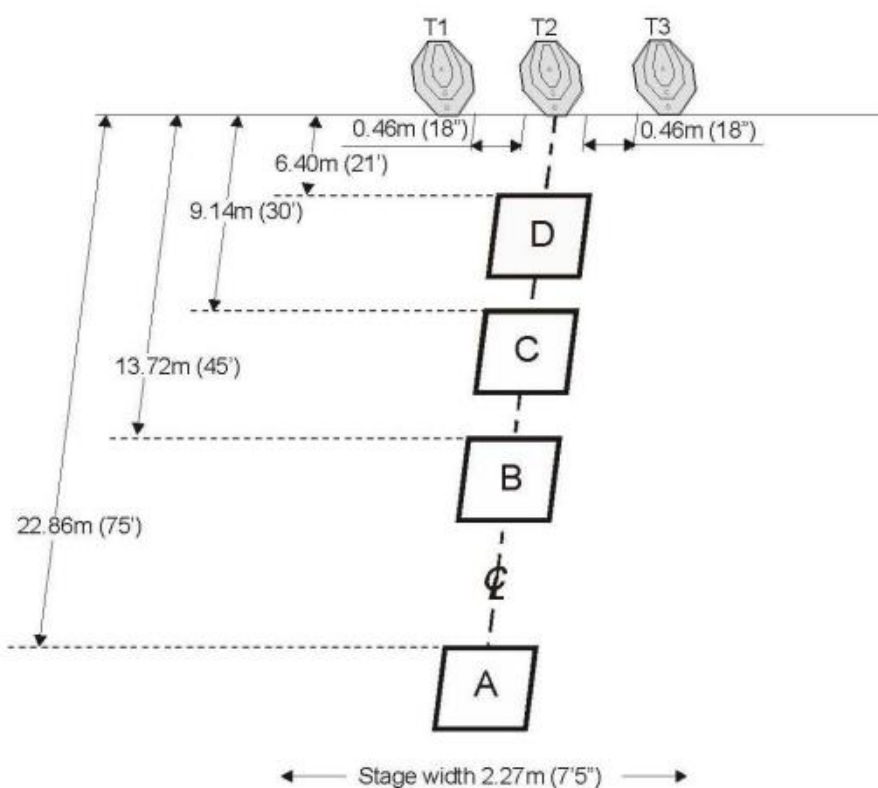 T1 T2 T3
0.46m (18") 0.46m (18")
6.40m (21')
9.14m (30')
D
C
13.72m (45')
B
22.86m (75')
℄
A
Stage width 2.27m (7'5")